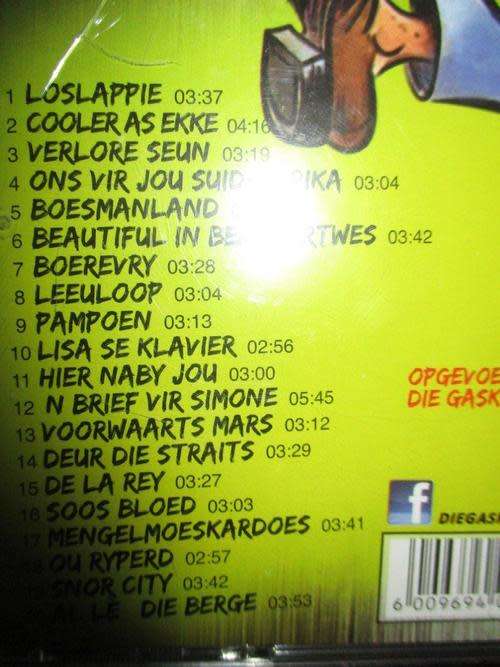 1 LOSLAPPIE 03:37
2 COOLER AS EKKE 04:16
3 VERLORE SEUN 03:19
4 ONS VIR JOU 03:04
5 BOESMANLAND
6 BEAUTIFUL IN 03:42
7 BOEREVRY 03:28
8 LEEULOOP 03:04
9 PAMPOEN 03:13
10 LISA SE KLAVIER 02:56
11 HIER NABY JOU 03:00
12 N BRIEF VIR SIMONE 05:45
13 VOORWAARTS MARS 03:12
14 DEUR DIE STRAITS 03:29
15 DE LA REY 03:27
16 SOOS BLOED 03:03
17 MENGELMOESKARDOES 03:41
OU RYPERD 02:57
SNOR CITY 03:42
AL LE DIE BERGE 03:53
OPGEVOE
DIE GASK
f DIEGASK
6 009694